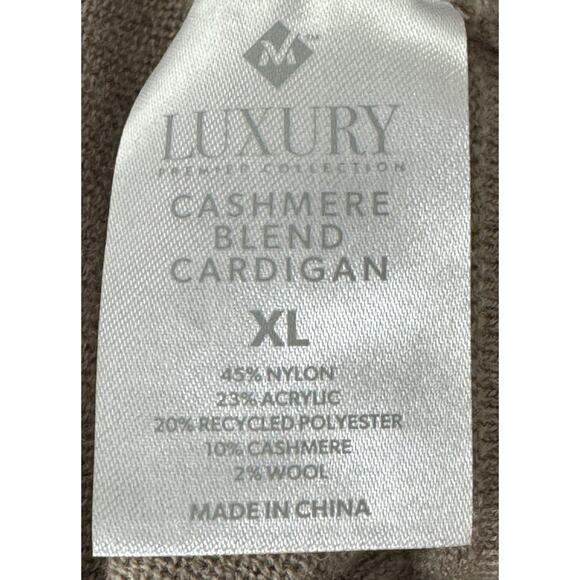 M™
LUXURY
PREMIER COLLECTION
CASHMERE
BLEND
CARDIGAN
XL
45% NYLON
23% ACRYLIC
20% RECYCLED POLYESTER
10% CASHMERE
2% WOOL
MADE IN CHINA